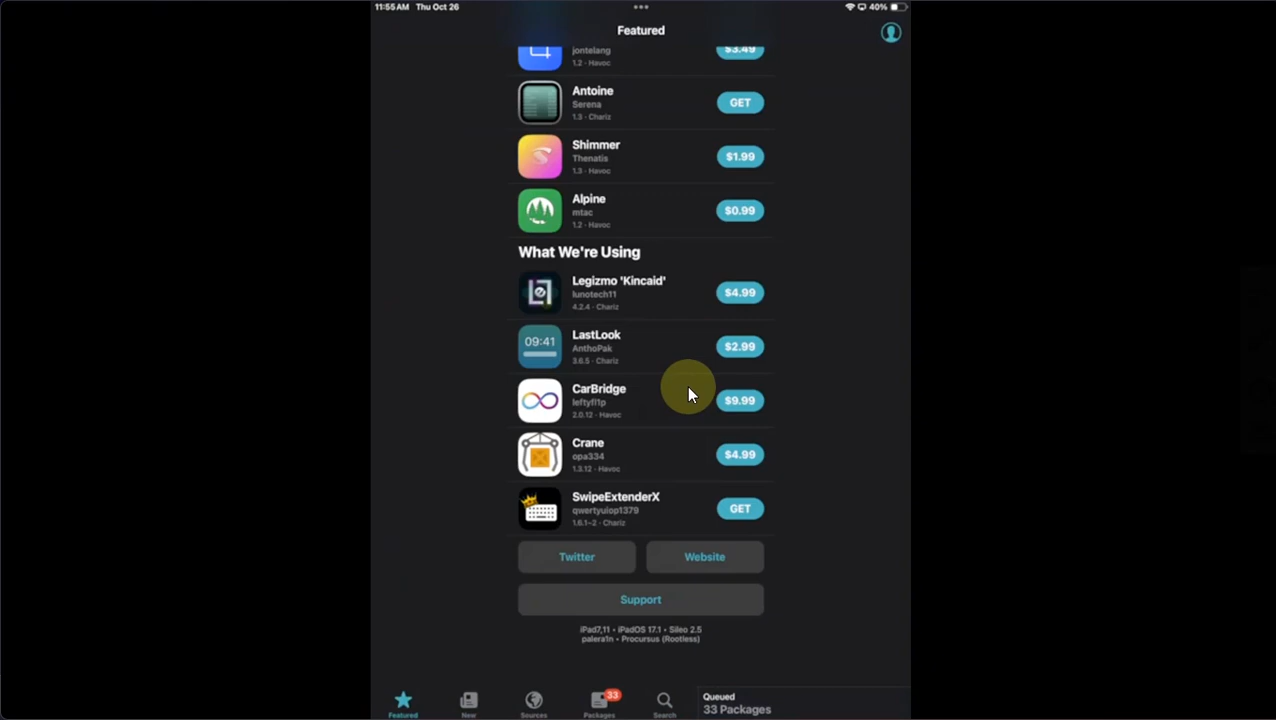 11:55 AM Thu Oct 26
40%
Featured
jontelang
1.2 · Havoc
$3.49
Antoine
Serena
1.3 · Chariz
GET
Shimmer
Thenatis
1.3 · Havoc
$1.99
Alpine
mtac
1.2 · Havoc
$0.99
What We're Using
Legizmo 'Kincaid'
lunotech11
4.2.4 · Chariz
$4.99
09:41
LastLook
AnthoPak
3.6.5 · Chariz
$2.99
CarBridge
leftyfl1p
2.0.12 · Havoc
$9.99
Crane
opa334
1.3.12 · Havoc
$4.99
SwipeExtenderX
qwertyuiop1379
1.6.1~2 · Chariz
GET
Twitter
Website
Support
iPad7,11 • iPadOS 17.1 • Sileo 2.5
palera1n • Procursus (Rootless)
Featured
New
Sources
33
Packages
Search
Queued
33 Packages